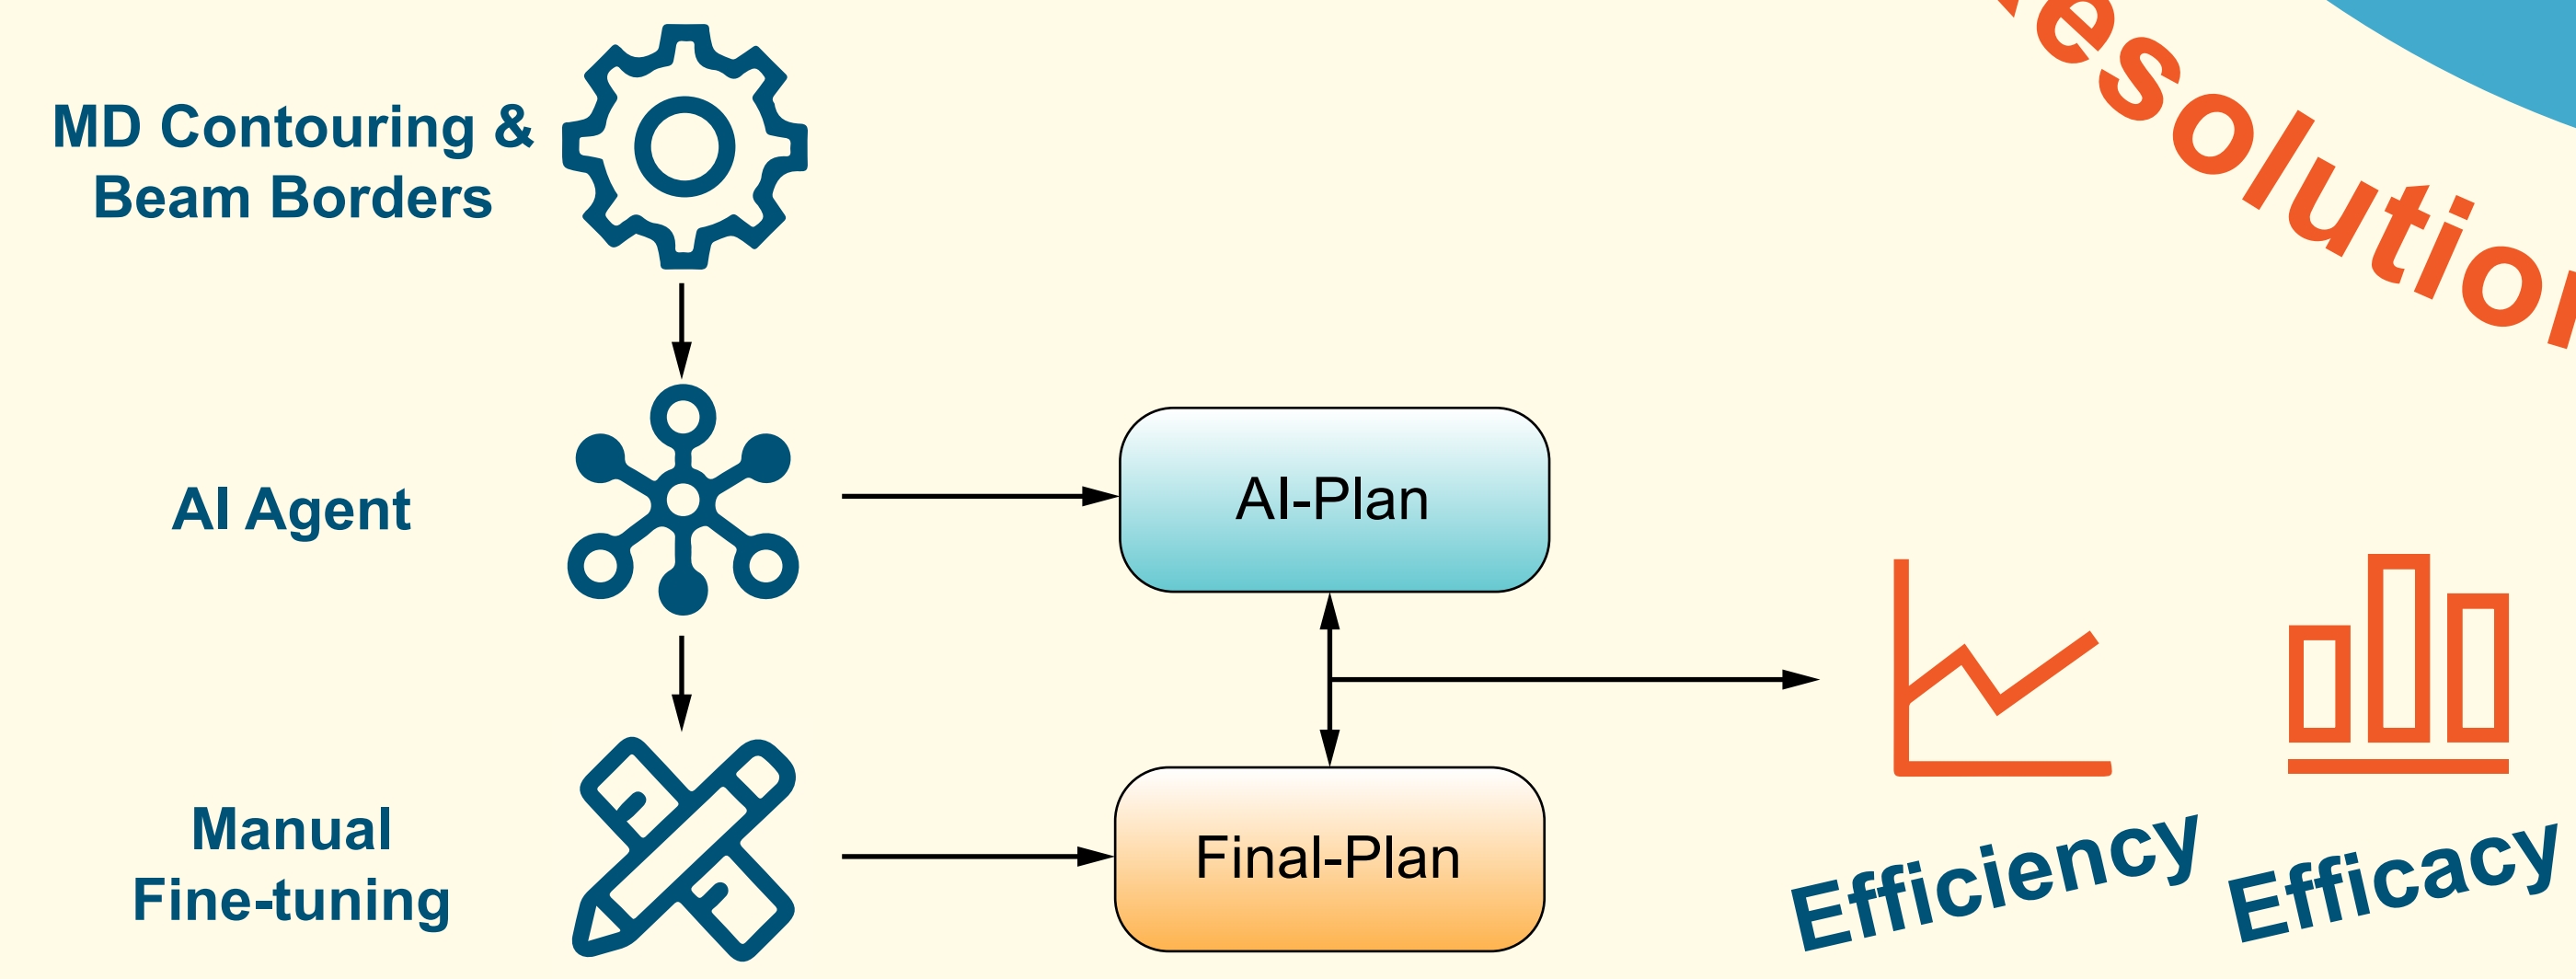 MD Contouring &
Beam Borders
AI Agent
Manual
Fine-tuning
AI-Plan
Final-Plan
Efficiency
Efficacy